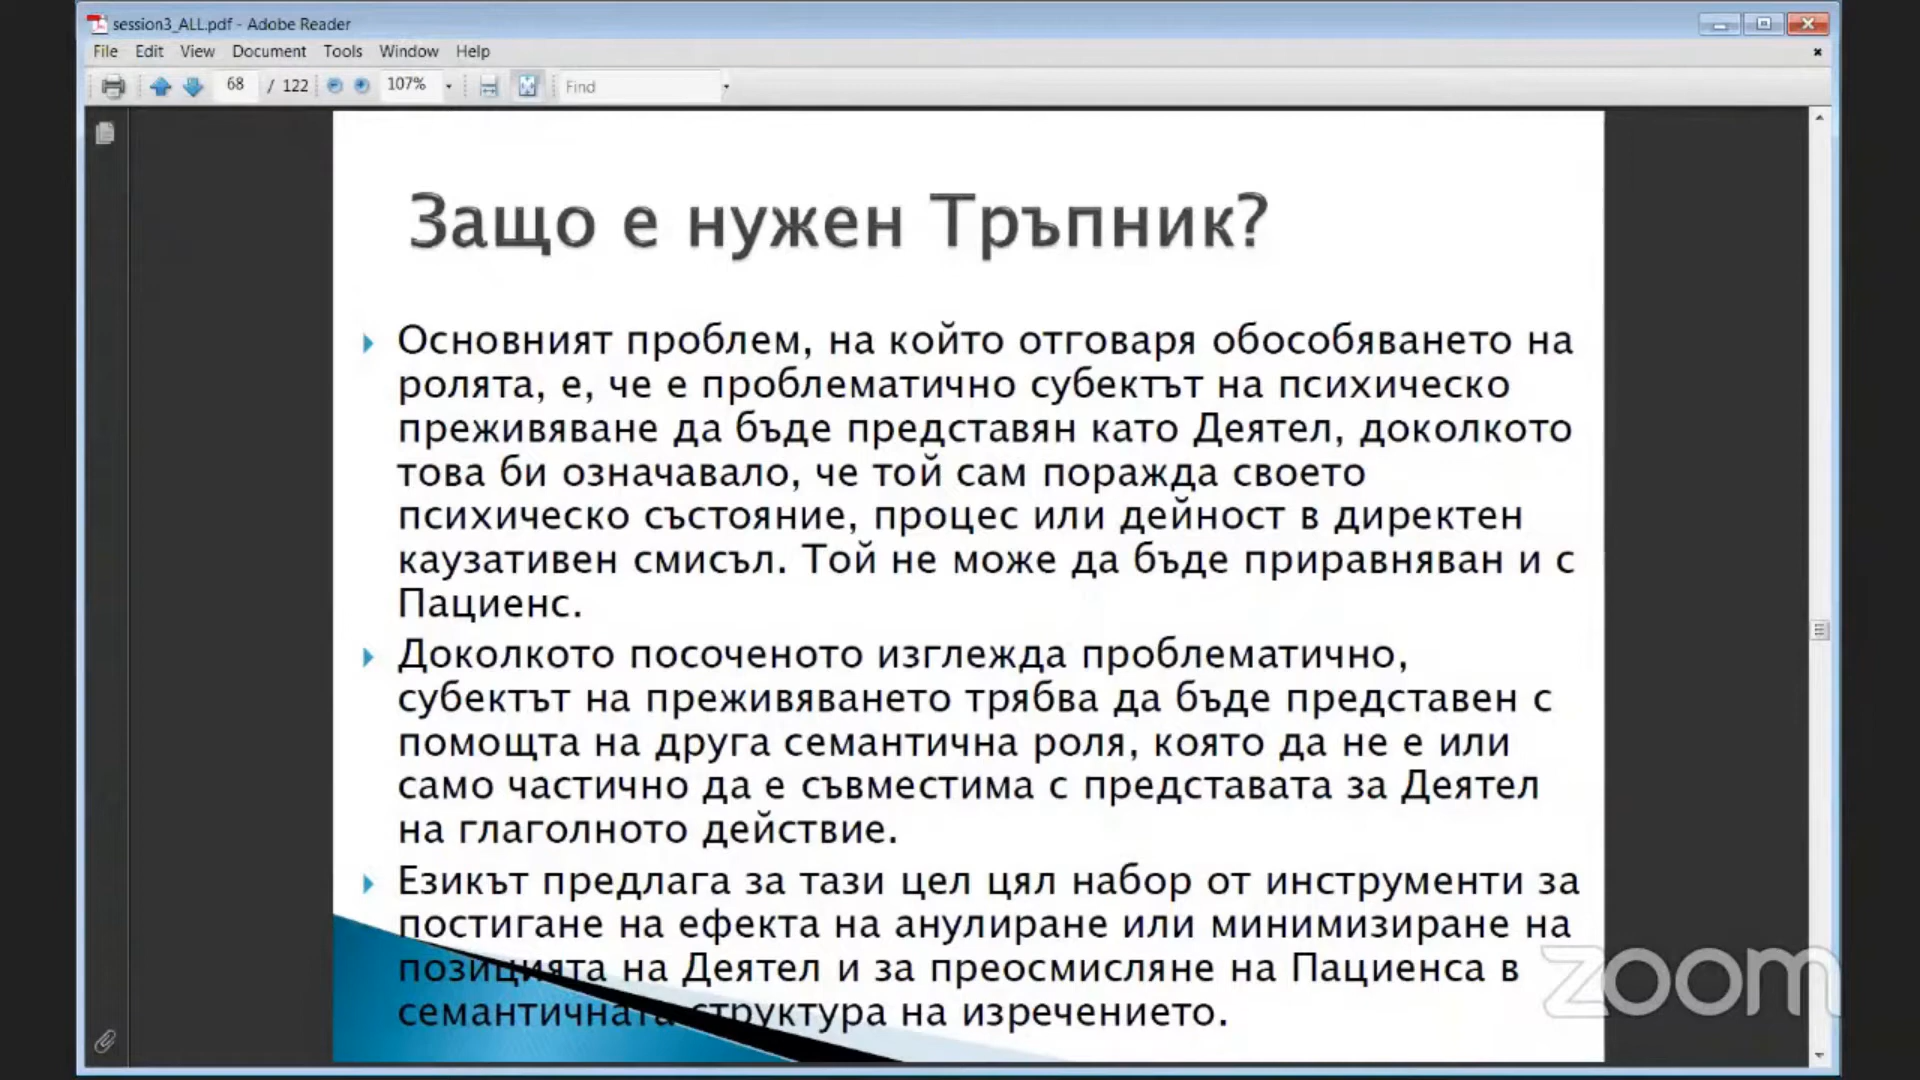 session3_ALL.pdf - Adobe Reader
File Edit View Document Tools Window Help
68 / 122 107% Find
Защо е нужен Тръпник?
Основният проблем, на който отговаря обособяването на
ролята, е, че е проблематично субектът на психическо
преживяване да бъде представян като Деятел, доколкото
това би означавало, че той сам поражда своето
психическо състояние, процес или дейност в директен
каузативен смисъл. Той не може да бъде приравняван и с
Пациенс.
Доколкото посоченото изглежда проблематично,
субектът на преживяването трябва да бъде представен с
помощта на друга семантична роля, която да не е или
само частично да е съвместима с представата за Деятел
на глаголното действие.
Езикът предлага за тази цел цял набор от инструменти за
постигане на ефекта на анулиране или минимизиране на
позицията на Деятел и за преосмисляне на Пациенса в
семантичната структура на изречението.
zoom